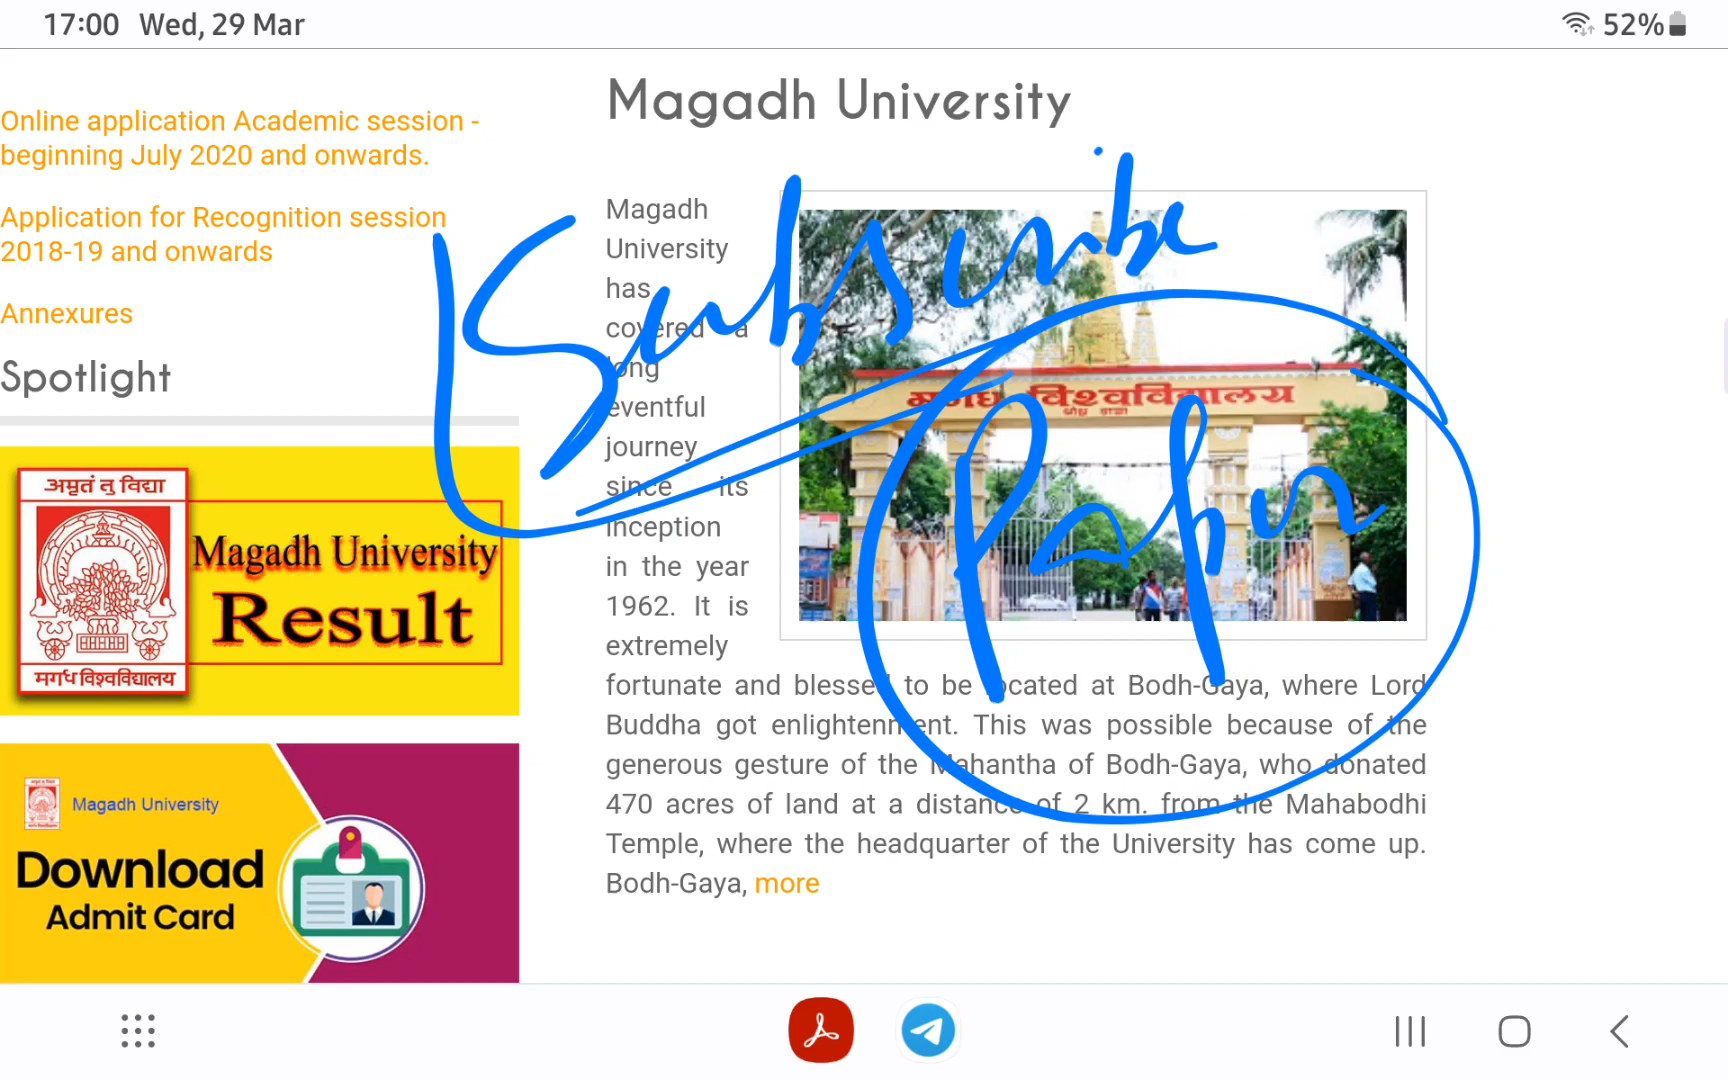 17:00 Wed, 29 Mar
52%
Online application Academic session -
beginning July 2020 and onwards.
Application for Recognition session
2018-19 and onwards
Annexures
Spotlight
अमृतं तु विद्या
Magadh University
Result
मगध विश्वविद्यालय
Magadh University
Download
Admit Card
Magadh University
Subscribe
Magadh
University
has
covered a
long
eventful
journey
since its
inception
in the year
1962. It is
extremely
मगध विश्वविद्यालय
बोध गया
fortunate and blessed to be located at Bodh-Gaya, where Lord
Buddha got enlightenment. This was possible because of the
generous gesture of the Mahantha of Bodh-Gaya, who donated
470 acres of land at a distance of 2 km. from the Mahabodhi
Temple, where the headquarter of the University has come up.
Bodh-Gaya, more